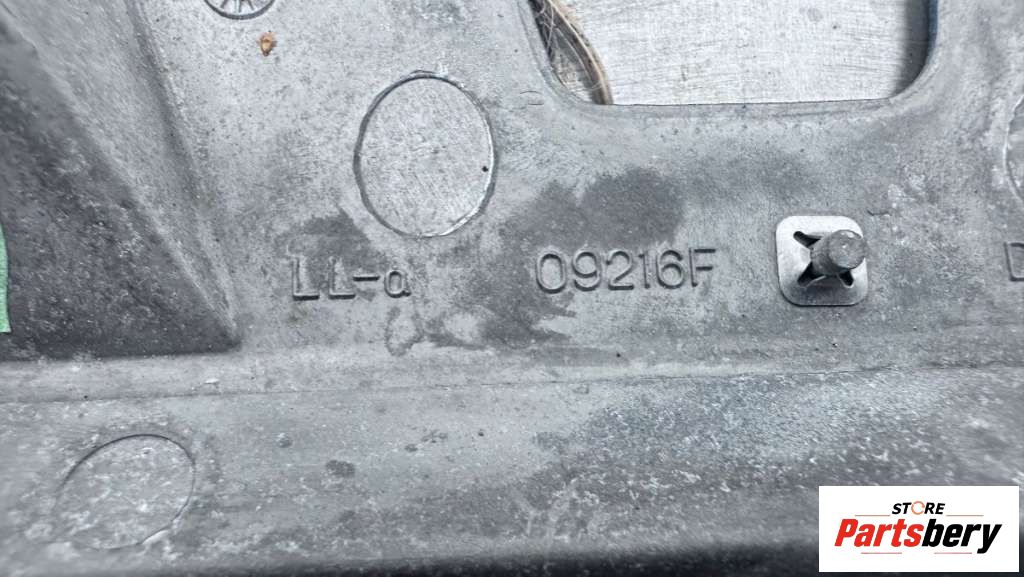 LL-a 09216F D
STORE
Partsbery